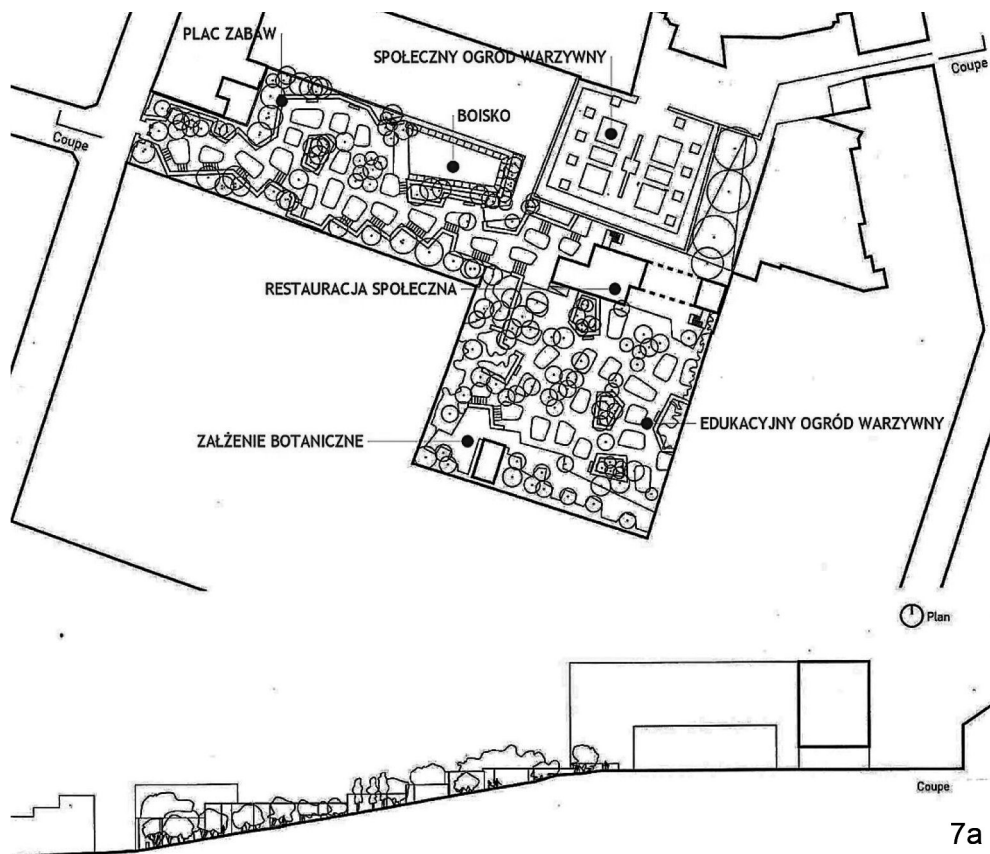 PLAC ZABAW
SPOŁECZNY OGRÓD WARZYWNY
Coupe
BOISKO
Coupe
RESTAURACJA SPOŁECZNA
EDUKACYJNY OGRÓD WARZYWNY
ZAŁŻENIE BOTANICZNE
Plan
Coupe
7a